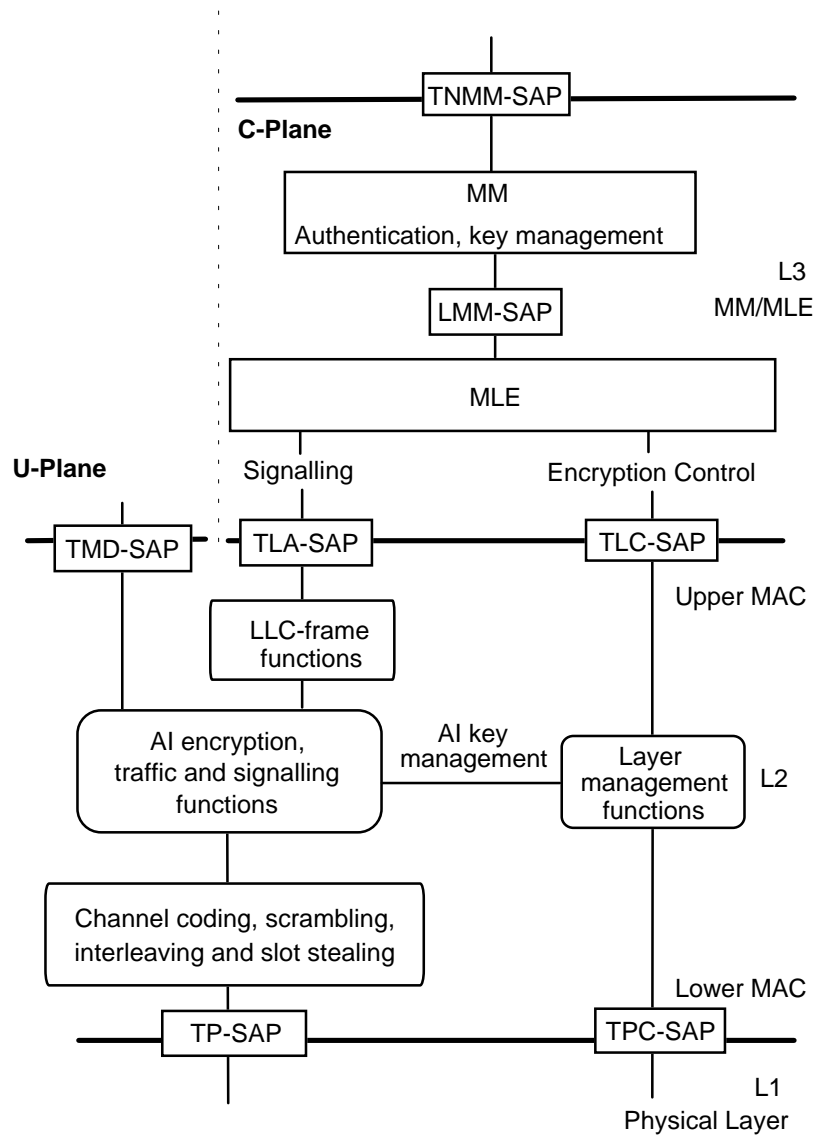 TNMM-SAP
C-Plane
MM
Authentication, key management
L3
LMM-SAP
MM/MLE
MLE
U-Plane
Signalling
Encryption Control
TMD-SAP
TLA-SAP
TLC-SAP
Upper MAC
LLC-frame
functions
AI encryption,
traffic and signalling
functions
AI key
management
Layer
management
functions
L2
Channel coding, scrambling,
interleaving and slot stealing
Lower MAC
TP-SAP
TPC-SAP
L1
Physical Layer